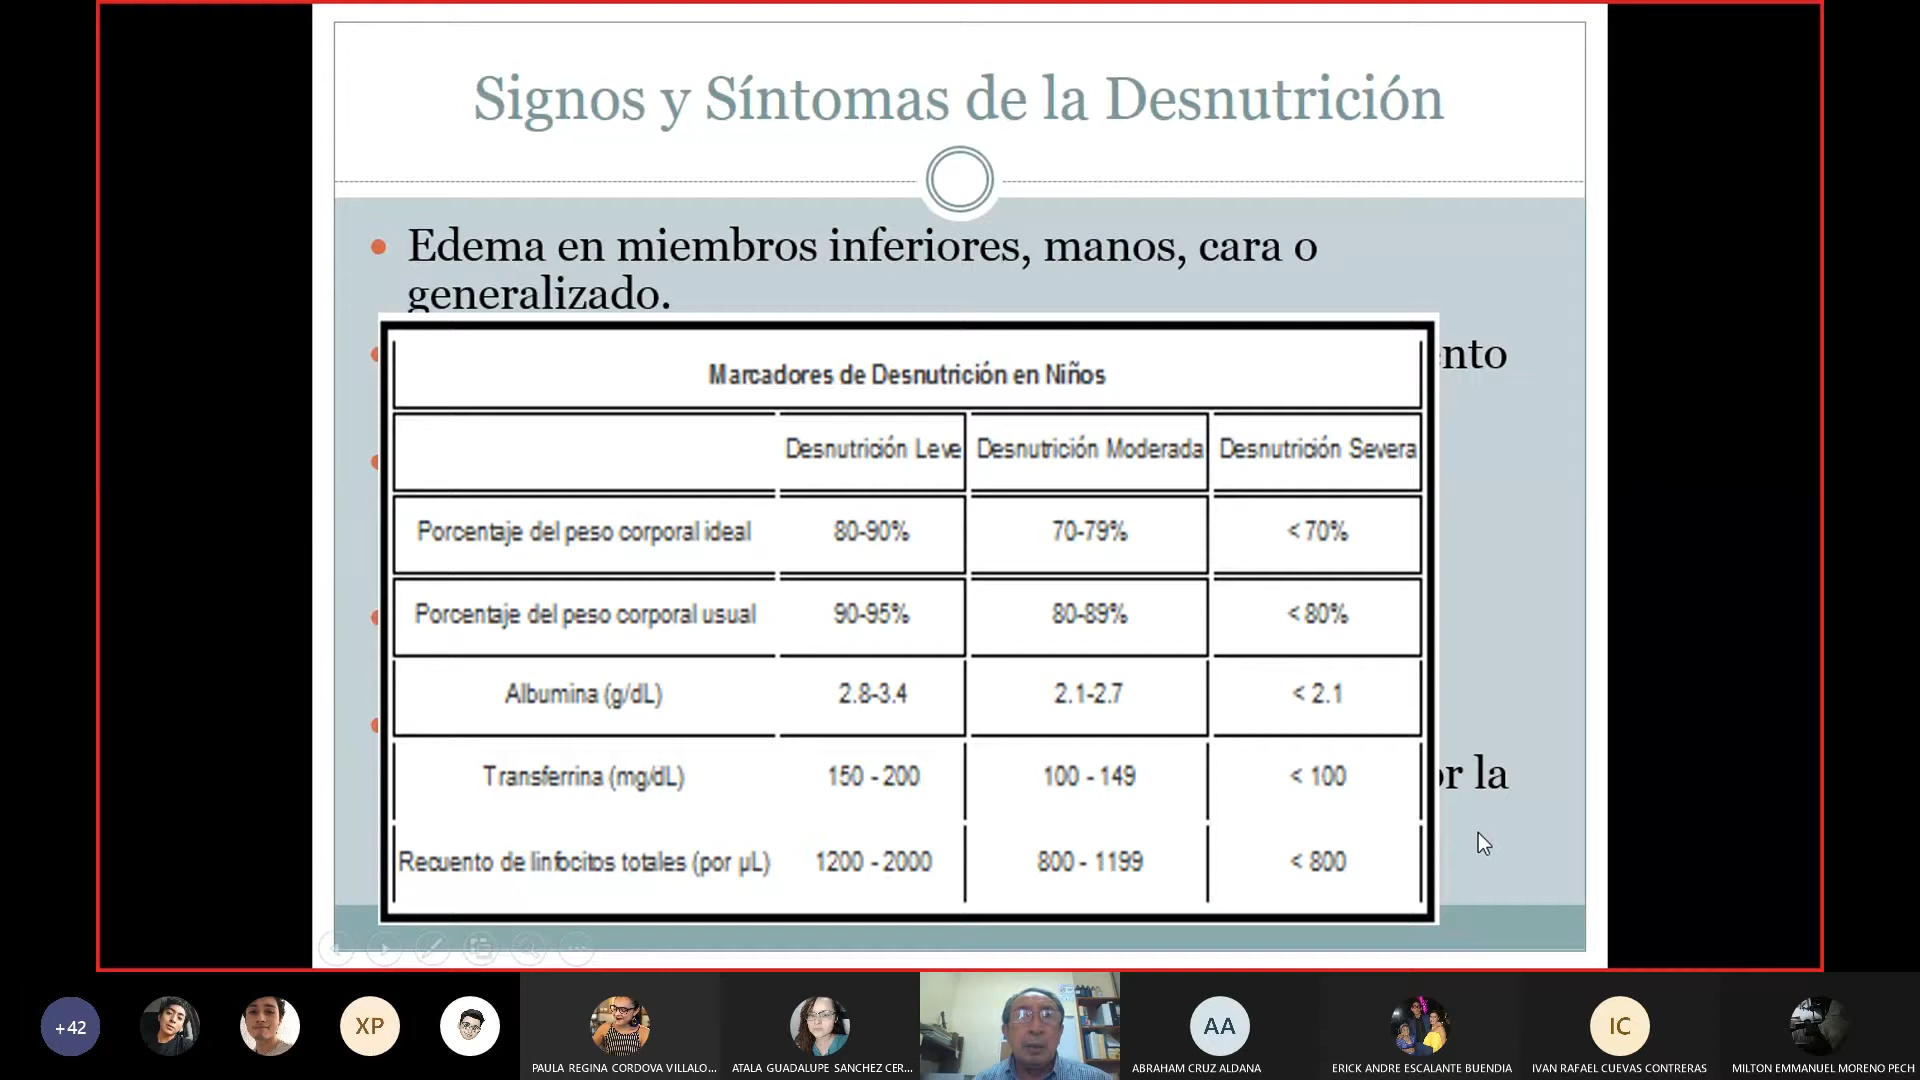 Signos y Síntomas de la Desnutrición
Edema en miembros inferiores, manos, cara o
generalizado.
nto
Marcadores de Desnutrición en Niños
Desnutrición Leve Desnutrición Moderada Desnutrición Severa
Porcentaje del peso corporal ideal 80-90% 70-79% < 70%
Porcentaje del peso corporal usual 90-95% 80-89% < 80%
Albumina (g/dL) 2.8-3.4 2.1-2.7 < 2.1
Transferrina (mg/dL) 150 - 200 100 - 149 < 100
or la
Recuento de linfocitos totales (por µL) 1200 - 2000 800 - 1199 < 800
+42
XP
AA
IC
PAULA REGINA CORDOVA VILLALO...
ATALA GUADALUPE SANCHEZ CER...
ABRAHAM CRUZ ALDANA
ERICK ANDRE ESCALANTE BUENDIA
IVAN RAFAEL CUEVAS CONTRERAS
MILTON EMMANUEL MORENO PECH